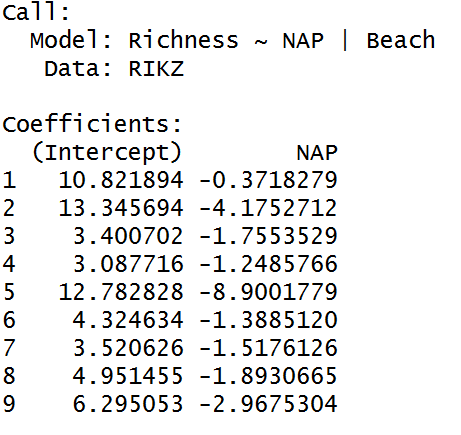 Call:
  Model: Richness ~ NAP | Beach
   Data: RIKZ

Coefficients:
  (Intercept)        NAP
1   10.821894 -0.3718279
2   13.345694 -4.1752712
3    3.400702 -1.7553529
4    3.087716 -1.2485766
5   12.782828 -8.9001779
6    4.324634 -1.3885120
7    3.520626 -1.5176126
8    4.951455 -1.8930665
9    6.295053 -2.9675304